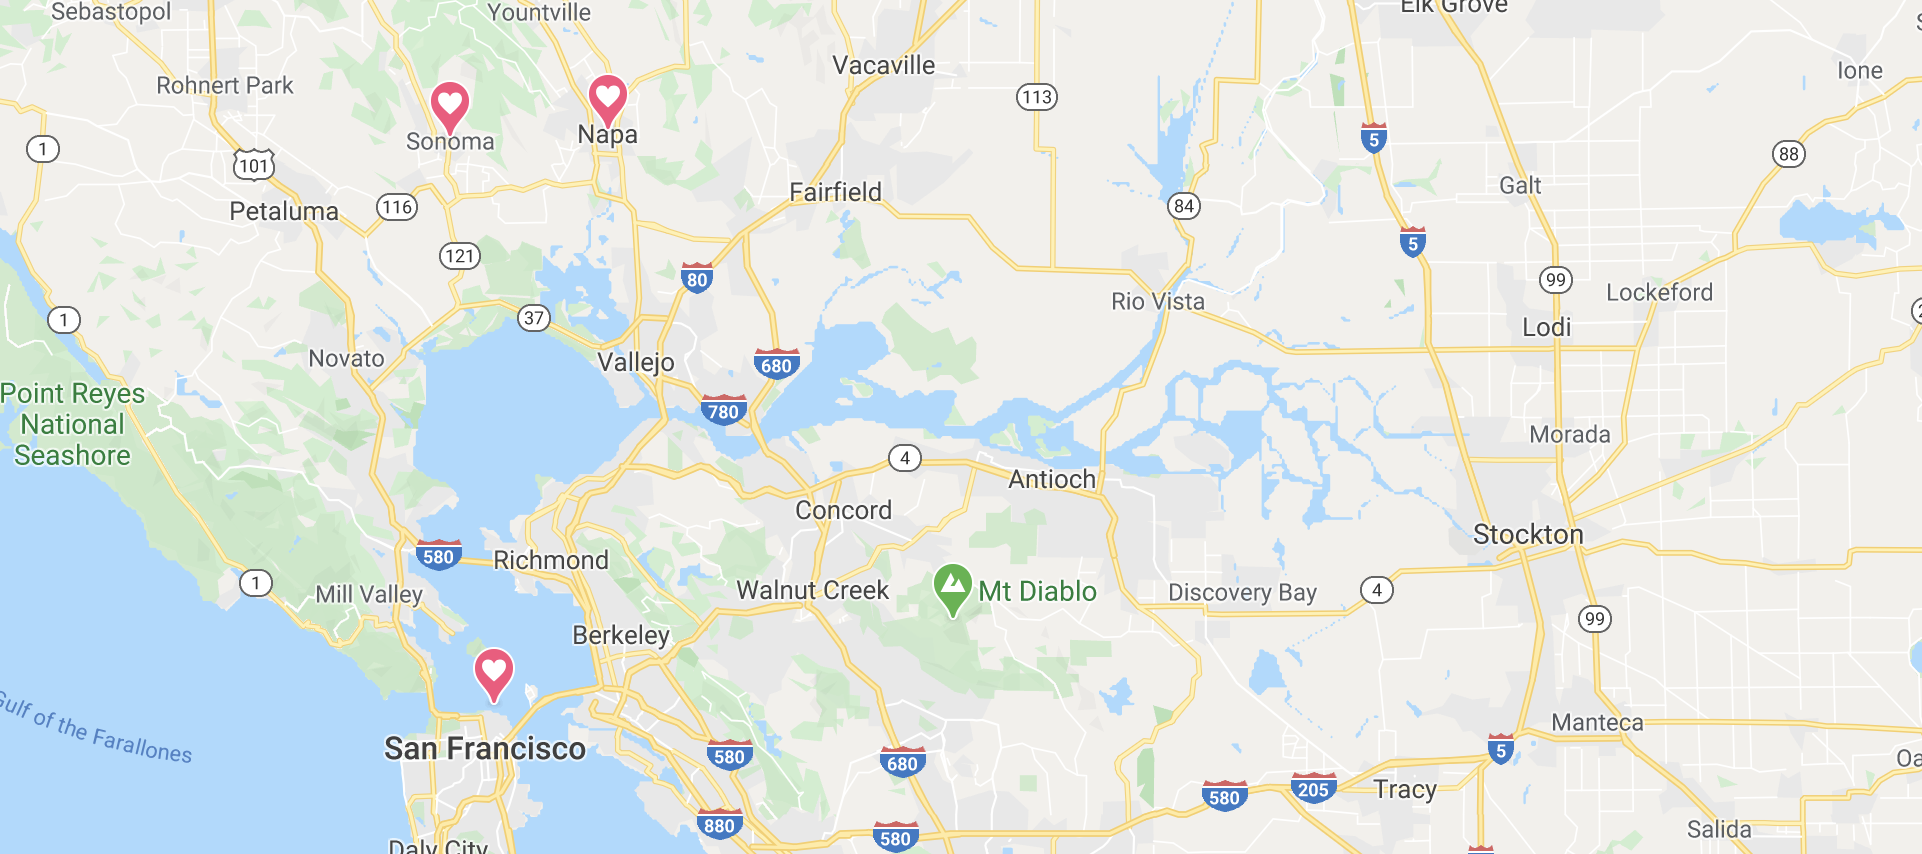 Sebastopol
Yountville
Elk Grove
Vacaville
Ione
Rohnert Park
113
Napa
Sonoma
5
1
101
88
Galt
Fairfield
116
84
Petaluma
5
121
80
99
Lockeford
Rio Vista
1
37
Lodi
Novato
Vallejo
680
Point Reyes
National
Seashore
780
Morada
4
Antioch
Concord
Stockton
580
Richmond
1
Mill Valley
Walnut Creek
Mt Diablo
Discovery Bay
4
99
Berkeley
Gulf of the Farallones
San Francisco
Manteca
5
580
680
580
205
Tracy
880
580
Salida
Daly City